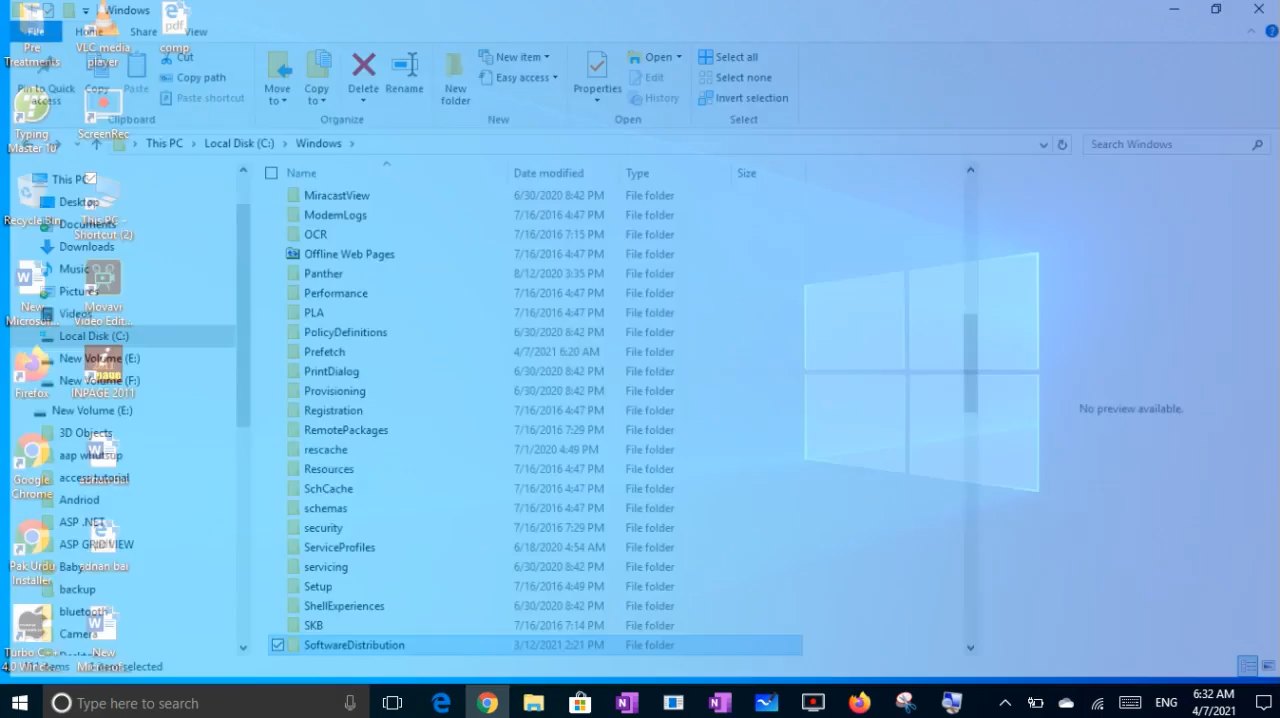 Windows
File
Home
Share
View
Pin to Quick
access
Copy
Paste
Cut
Copy path
Paste shortcut
Clipboard
Move
to
Copy
to
Delete
Rename
Organize
New
folder
New item
Easy access
New
Properties
Open
Edit
History
Open
Select all
Select none
Invert selection
Select
This PC
Local Disk (C:)
Windows
Search Windows
Pre
Treatments
VLC media
player
comp
Typing
Master 10
ScreenRec
Recycle Bin
This PC -
Shortcut (2)
New
Microsoft...
Movavi
Video Edit...
Firefox
INPAGE 2011
Google
Chrome
Pak Urdu
Installer
adnan bai
Turbo C++
New
This PC
Desktop
Documents
Downloads
Music
Pictures
Videos
Local Disk (C:)
New Volume (E:)
New Volume (F:)
New Volume (E:)
3D Objects
aap whatsup
access tutorial
Andriod
ASP .NET
ASP GRID VIEW
Baby
backup
bluetooth
Camera
Name Date modified Type Size
MiracastView 6/30/2020 8:42 PM File folder
ModemLogs 7/16/2016 4:47 PM File folder
OCR 7/16/2016 7:15 PM File folder
Offline Web Pages 7/16/2016 4:47 PM File folder
Panther 8/12/2020 3:35 PM File folder
Performance 7/16/2016 4:47 PM File folder
PLA 7/16/2016 4:47 PM File folder
PolicyDefinitions 6/30/2020 8:42 PM File folder
Prefetch 4/7/2021 6:20 AM File folder
PrintDialog 6/30/2020 8:42 PM File folder
Provisioning 6/30/2020 8:42 PM File folder
Registration 7/16/2016 4:47 PM File folder
RemotePackages 7/16/2016 7:29 PM File folder
rescache 7/1/2020 4:49 PM File folder
Resources 7/16/2016 4:47 PM File folder
SchCache 7/16/2016 4:47 PM File folder
schemas 7/16/2016 4:47 PM File folder
security 7/16/2016 7:29 PM File folder
ServiceProfiles 6/18/2020 4:54 AM File folder
servicing 6/30/2020 8:42 PM File folder
Setup 7/16/2016 4:49 PM File folder
ShellExperiences 6/30/2020 8:42 PM File folder
SKB 7/16/2016 7:14 PM File folder
SoftwareDistribution 3/12/2021 2:21 PM File folder
No preview available.
selected
Type here to search
ENG
6:32 AM
4/7/2021